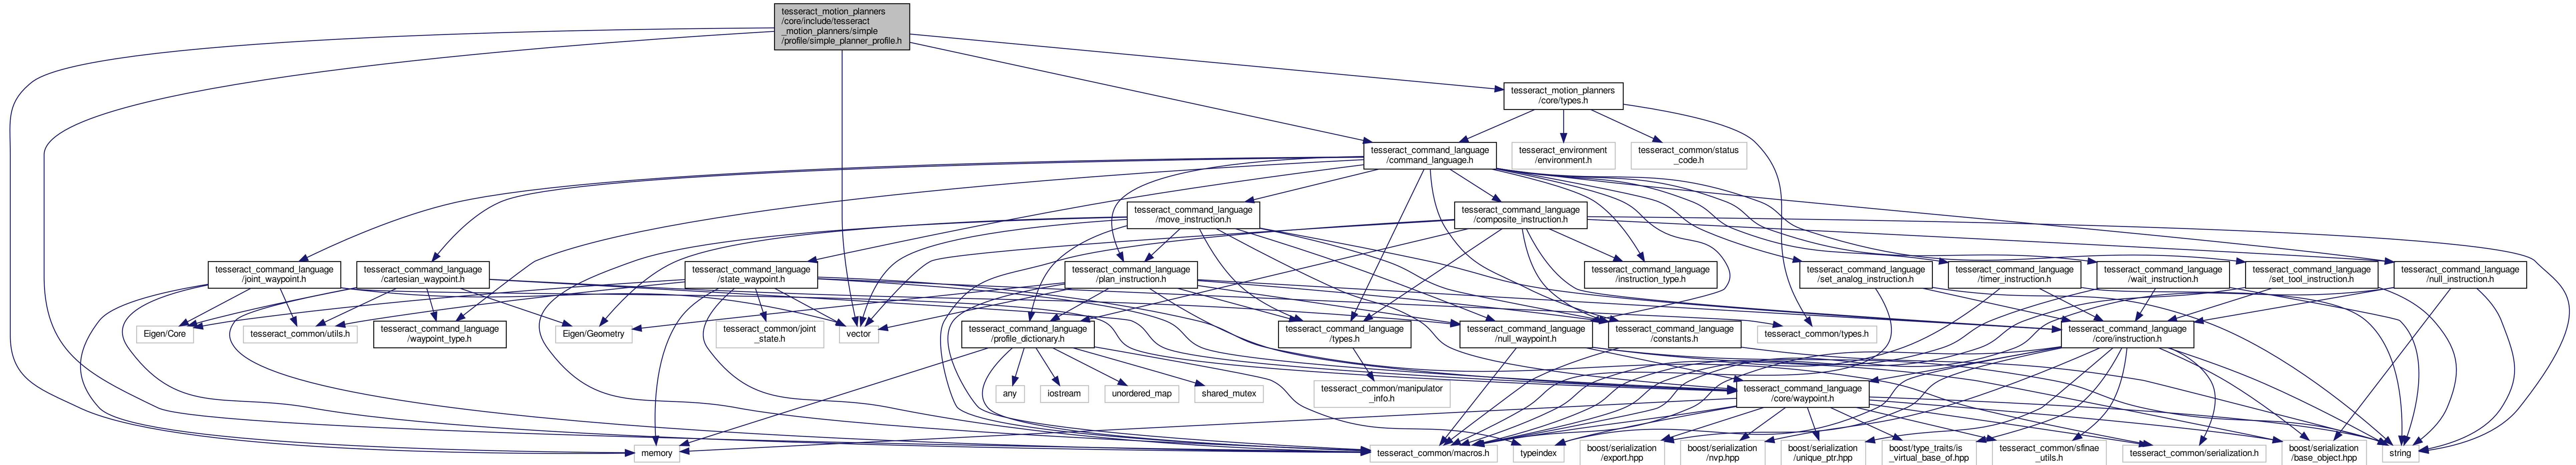 tesseract_motion_planners
/core/include/tesseract
_motion_planners/simple
/profile/simple_planner_profile.h
tesseract_motion_planners
/core/types.h
tesseract_command_language
/command_language.h
tesseract_environment
/environment.h
tesseract_common/status
_code.h
tesseract_command_language
/move_instruction.h
tesseract_command_language
/composite_instruction.h
tesseract_command_language
/joint_waypoint.h
tesseract_command_language
/cartesian_waypoint.h
tesseract_command_language
/state_waypoint.h
tesseract_command_language
/plan_instruction.h
tesseract_command_language
/instruction_type.h
tesseract_command_language
/set_analog_instruction.h
tesseract_command_language
/timer_instruction.h
tesseract_command_language
/wait_instruction.h
tesseract_command_language
/set_tool_instruction.h
tesseract_command_language
/null_instruction.h
Eigen/Core
tesseract_common/utils.h
tesseract_command_language
/waypoint_type.h
Eigen/Geometry
tesseract_common/joint
_state.h
vector
tesseract_command_language
/profile_dictionary.h
tesseract_command_language
/types.h
tesseract_command_language
/null_waypoint.h
tesseract_command_language
/constants.h
tesseract_common/types.h
tesseract_command_language
/core/instruction.h
any
iostream
unordered_map
shared_mutex
tesseract_common/manipulator
_info.h
tesseract_command_language
/core/waypoint.h
memory
tesseract_common/macros.h
typeindex
boost/serialization
/export.hpp
boost/serialization
/nvp.hpp
boost/serialization
/unique_ptr.hpp
boost/type_traits/is
_virtual_base_of.hpp
tesseract_common/sfinae
_utils.h
tesseract_common/serialization.h
boost/serialization
/base_object.hpp
string